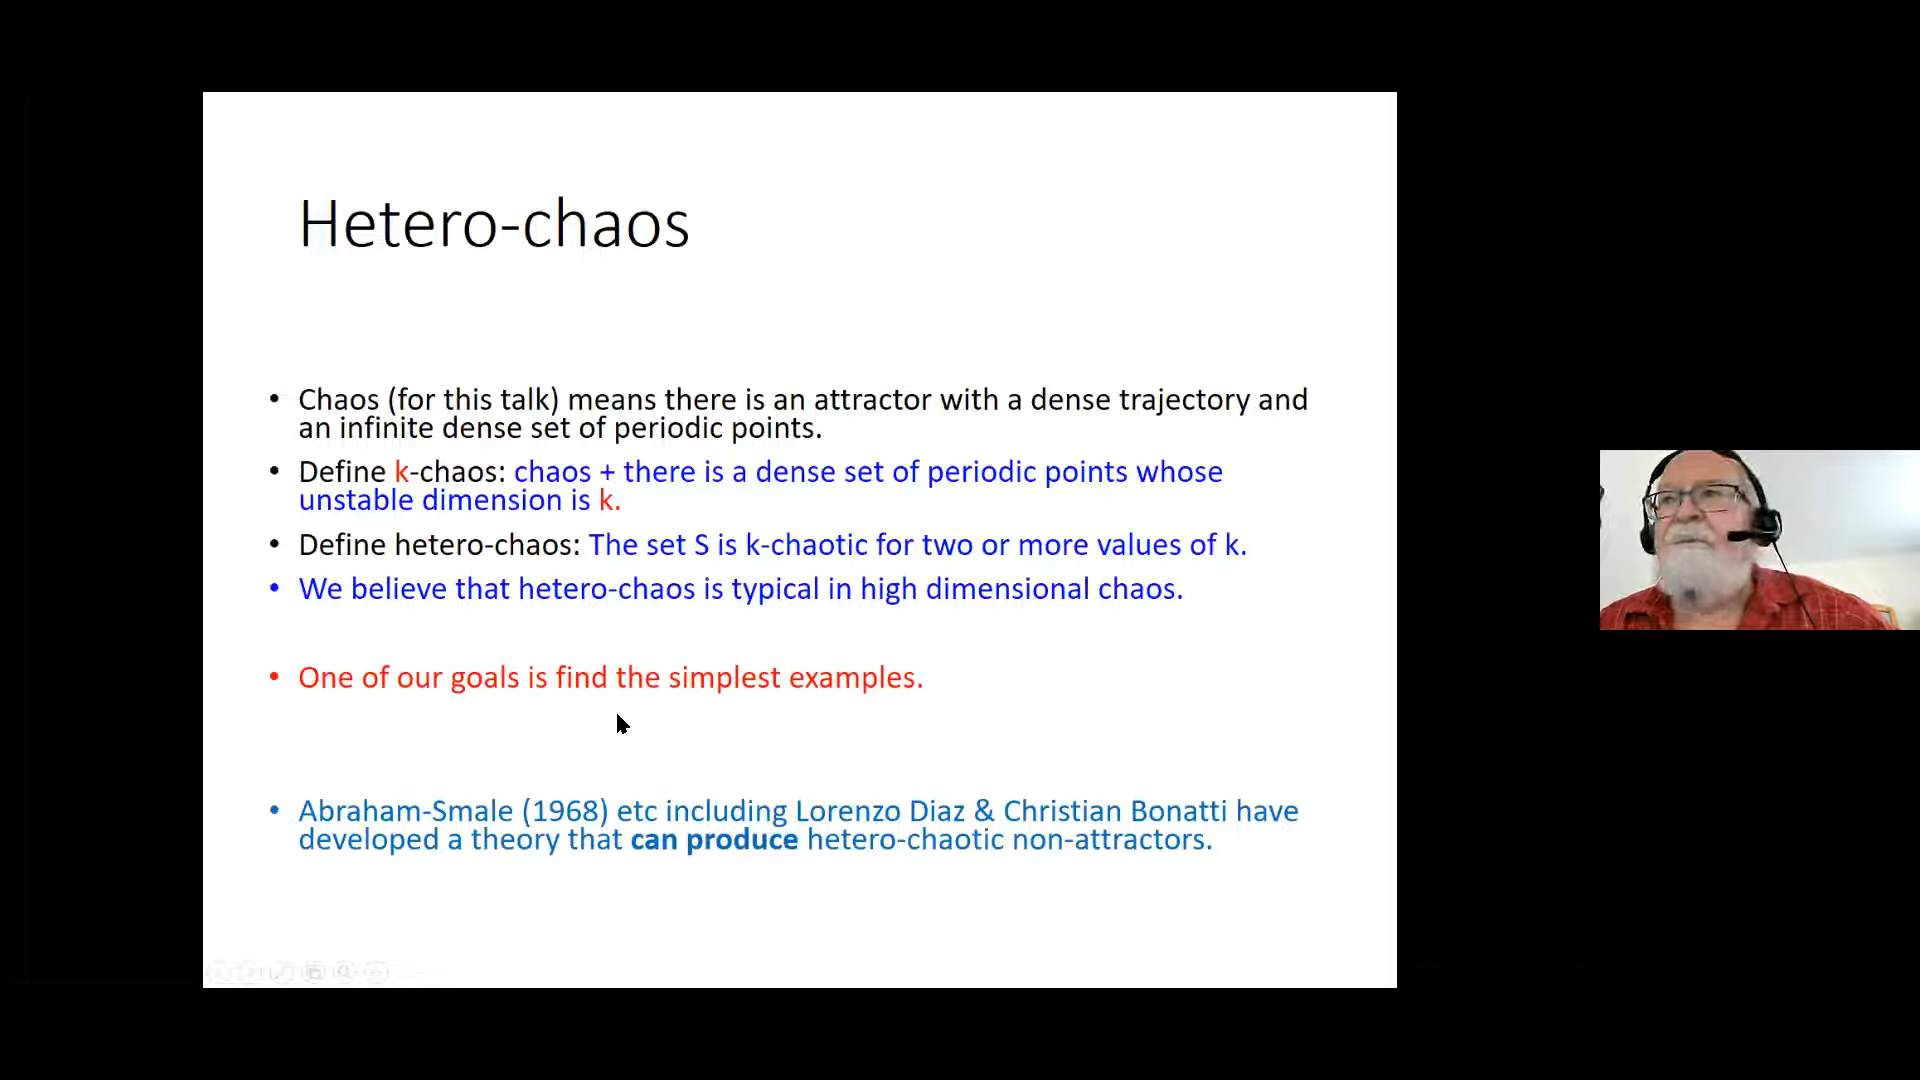 Hetero-chaos
• Chaos (for this talk) means there is an attractor with a dense trajectory and
an infinite dense set of periodic points.
• Define k-chaos: chaos + there is a dense set of periodic points whose
unstable dimension is k.
• Define hetero-chaos: The set S is k-chaotic for two or more values of k.
• We believe that hetero-chaos is typical in high dimensional chaos.
• One of our goals is find the simplest examples.
• Abraham-Smale (1968) etc including Lorenzo Diaz & Christian Bonatti have
developed a theory that can produce hetero-chaotic non-attractors.